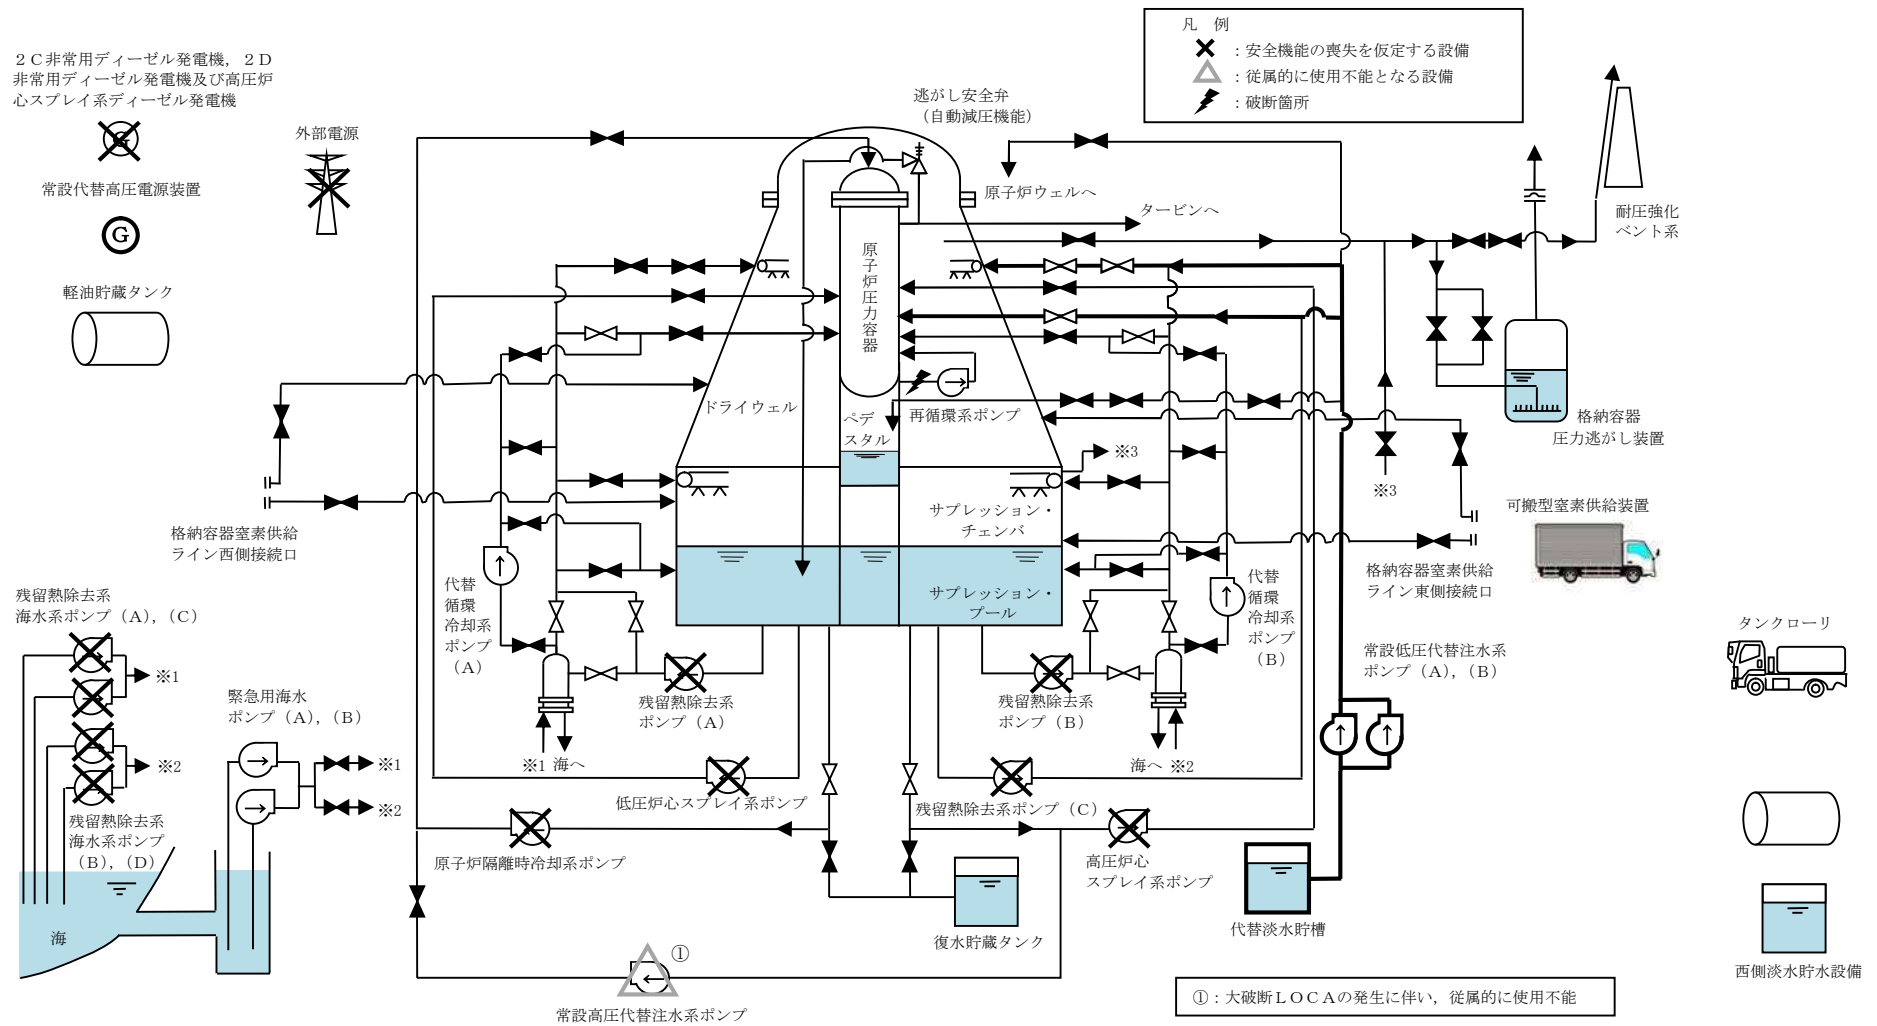 凡　例
：安全機能の喪失を仮定する設備
：従属的に使用不能となる設備
：破断箇所
２Ｃ非常用ディーゼル発電機，２Ｄ
非常用ディーゼル発電機及び高圧炉
心スプレイ系ディーゼル発電機
G
外部電源
常設代替高圧電源装置
G
軽油貯蔵タンク
逃がし安全弁
（自動減圧機能）
原子炉ウェルへ
タービンへ
耐圧強化
ベント系
原子炉圧力容器
ドライウェル
ペデ
スタル
再循環系ポンプ
格納容器
圧力逃がし装置
※3
※3
サプレッション・
チェンバ
サプレッション・
プール
格納容器窒素供給
ライン西側接続口
可搬型窒素供給装置
格納容器窒素供給
ライン東側接続口
代替
循環
冷却系
ポンプ
（A）
代替
循環
冷却系
ポンプ
（B）
残留熱除去系
海水系ポンプ（A），（C）
※1
※2
緊急用海水
ポンプ（A），（B）
※1
※2
残留熱除去系
海水系ポンプ
（B），（D）
海
残留熱除去系
ポンプ（A）
残留熱除去系
ポンプ（B）
※1 海へ
海へ ※2
常設低圧代替注水系
ポンプ（A），（B）
タンクローリ
低圧炉心スプレイ系ポンプ
残留熱除去系ポンプ（C）
原子炉隔離時冷却系ポンプ
高圧炉心
スプレイ系ポンプ
復水貯蔵タンク
代替淡水貯槽
西側淡水貯水設備
①
常設高圧代替注水系ポンプ
①：大破断ＬＯＣＡの発生に伴い，従属的に使用不能